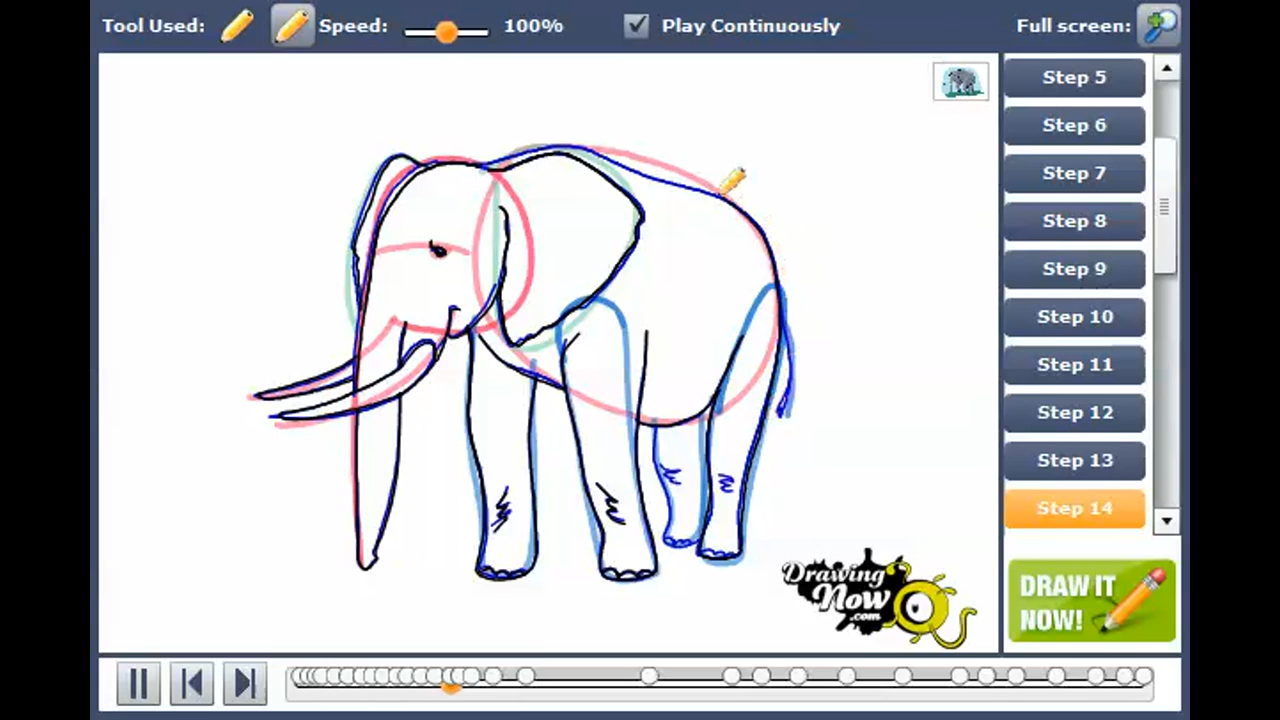 Tool Used:
Speed:
100%
Play Continuously
Full screen:
Step 5
Step 6
Step 7
Step 8
Step 9
Step 10
Step 11
Step 12
Step 13
Step 14
Drawing
Now
.com
DRAW IT
NOW!